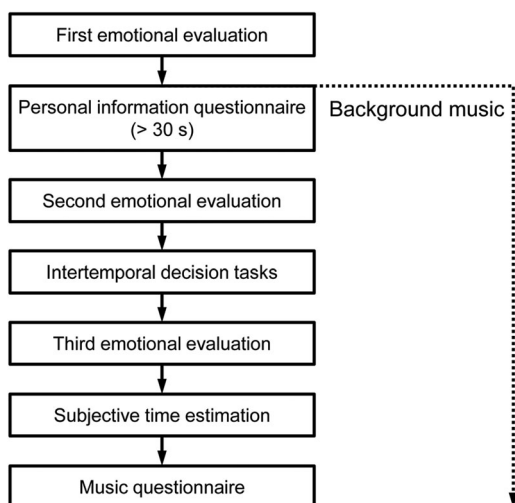 First emotional evaluation
Personal information questionnaire
(> 30 s)
Background music
Second emotional evaluation
Intertemporal decision tasks
Third emotional evaluation
Subjective time estimation
Music questionnaire